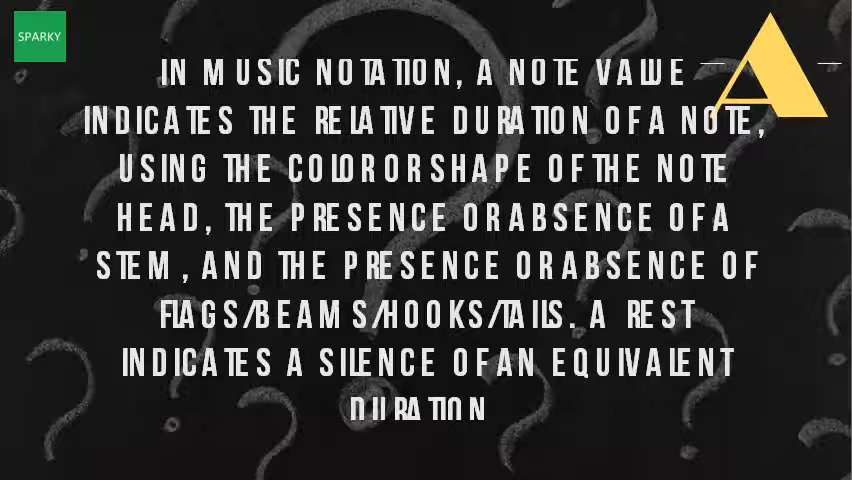 SPARKY
A
IN MUSIC NOTATION, A NOTE VALUE
INDICATES THE RELATIVE DURATION OF A NOTE,
USING THE COLOR OR SHAPE OF THE NOTE
HEAD, THE PRESENCE OR ABSENCE OF A
STEM, AND THE PRESENCE OR ABSENCE OF
FLAGS/BEAMS/HOOKS/TAILS. A REST
INDICATES A SILENCE OF AN EQUIVALENT
DURATION